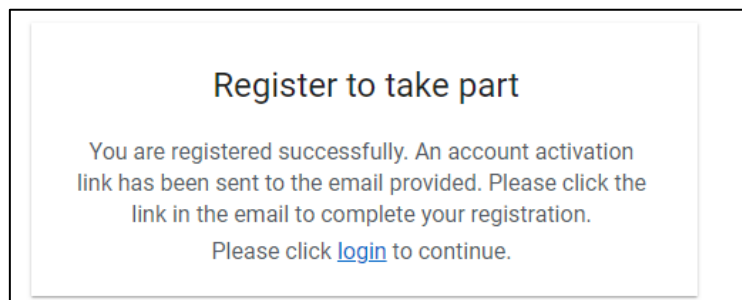 Register to take part
You are registered successfully. An account activation
link has been sent to the email provided. Please click the
link in the email to complete your registration.
Please click login to continue.